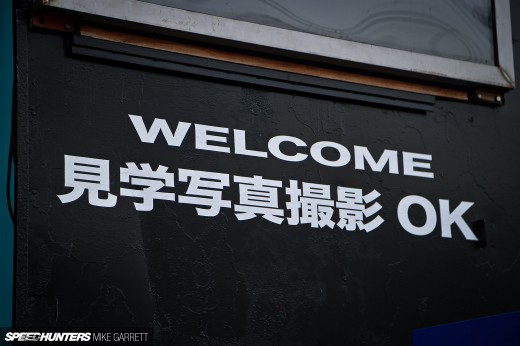 WELCOME
見学写真撮影 OK
SPEEDHUNTERS MIKE GARRETT